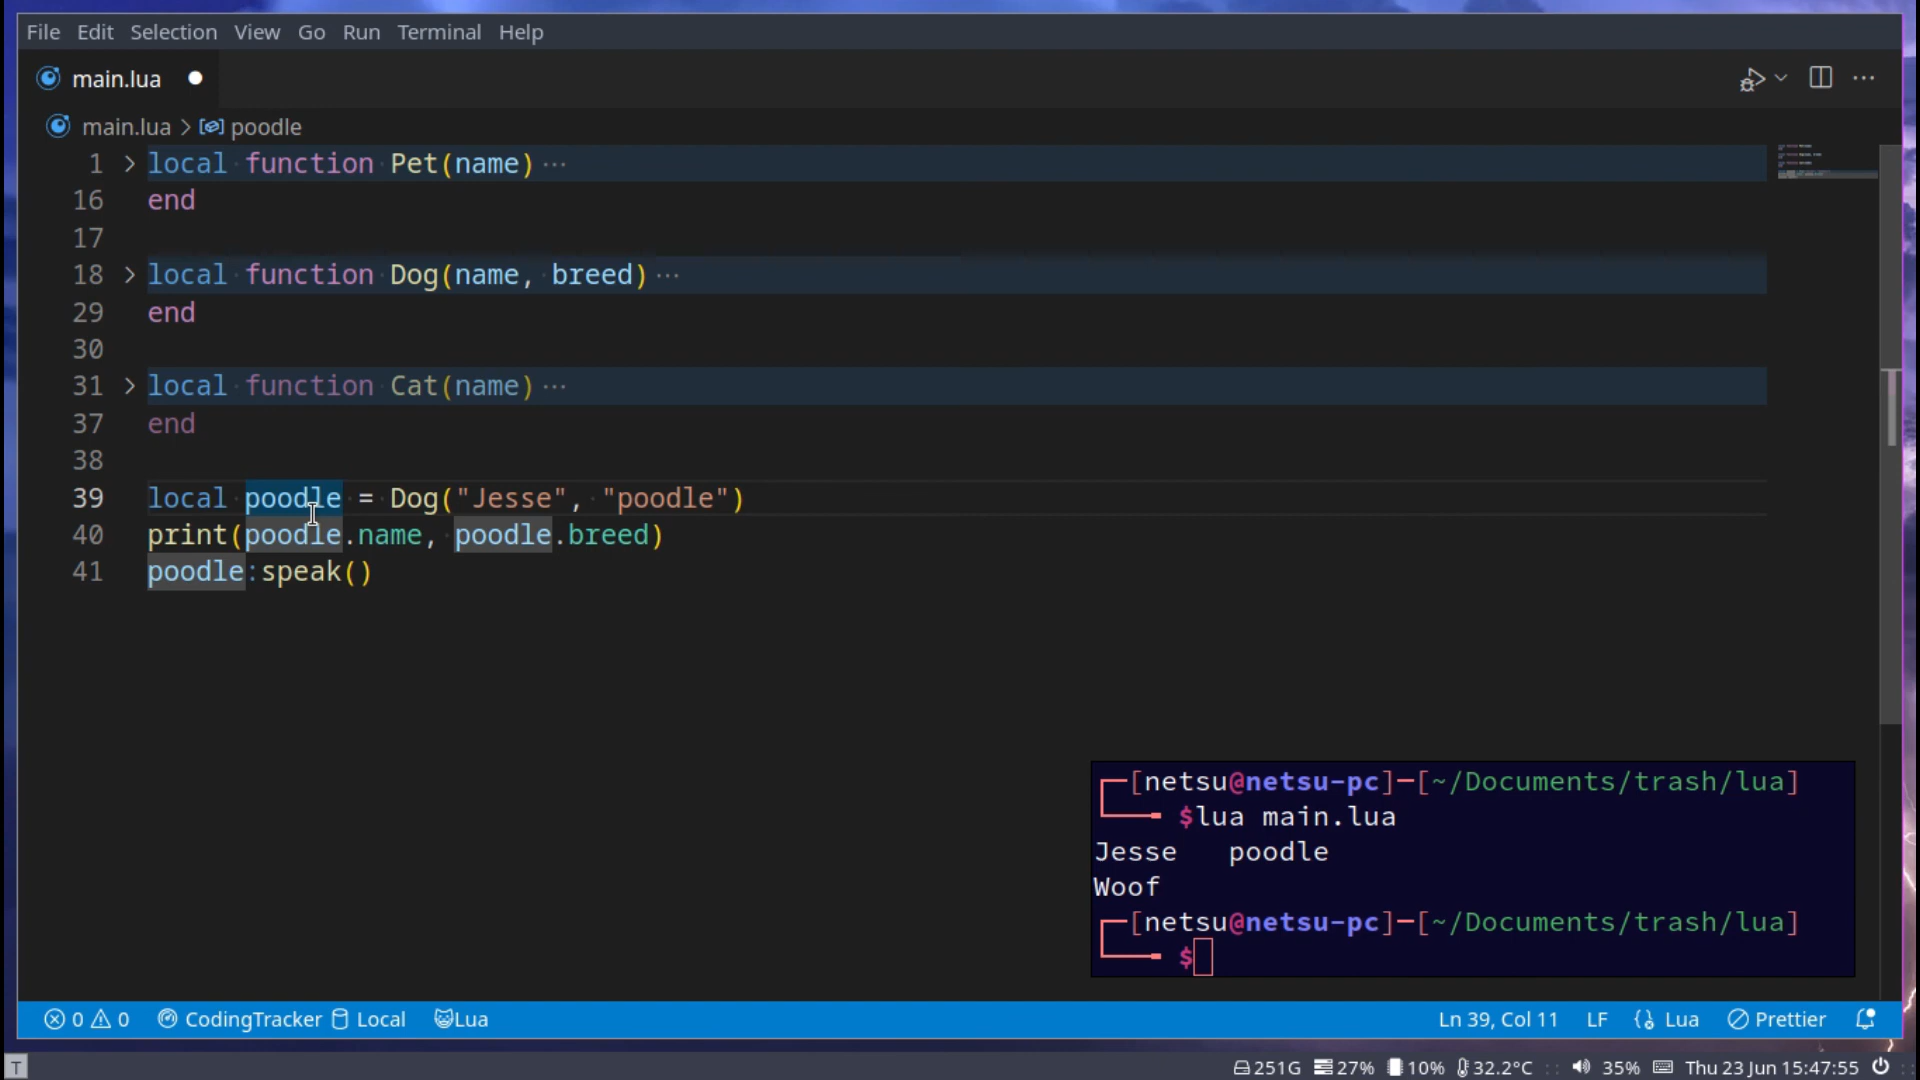 File Edit Selection View Go Run Terminal Help
main.lua
main.lua > poodle
1 local function Pet(name) ···
16 end
17
18 local function Dog(name, breed) ···
29 end
30
31 local function Cat(name) ···
37 end
38
39 local poodle = Dog("Jesse", "poodle")
40 print(poodle.name, poodle.breed)
41 poodle:speak()
[netsu@netsu-pc]-[~/Documents/trash/lua]
$lua main.lua
Jesse poodle
Woof
[netsu@netsu-pc]-[~/Documents/trash/lua]
$
0 0 CodingTracker Local Lua Ln 39, Col 11 LF Lua Prettier
T 251G 27% 10% 32.2°C 35% Thu 23 Jun 15:47:55